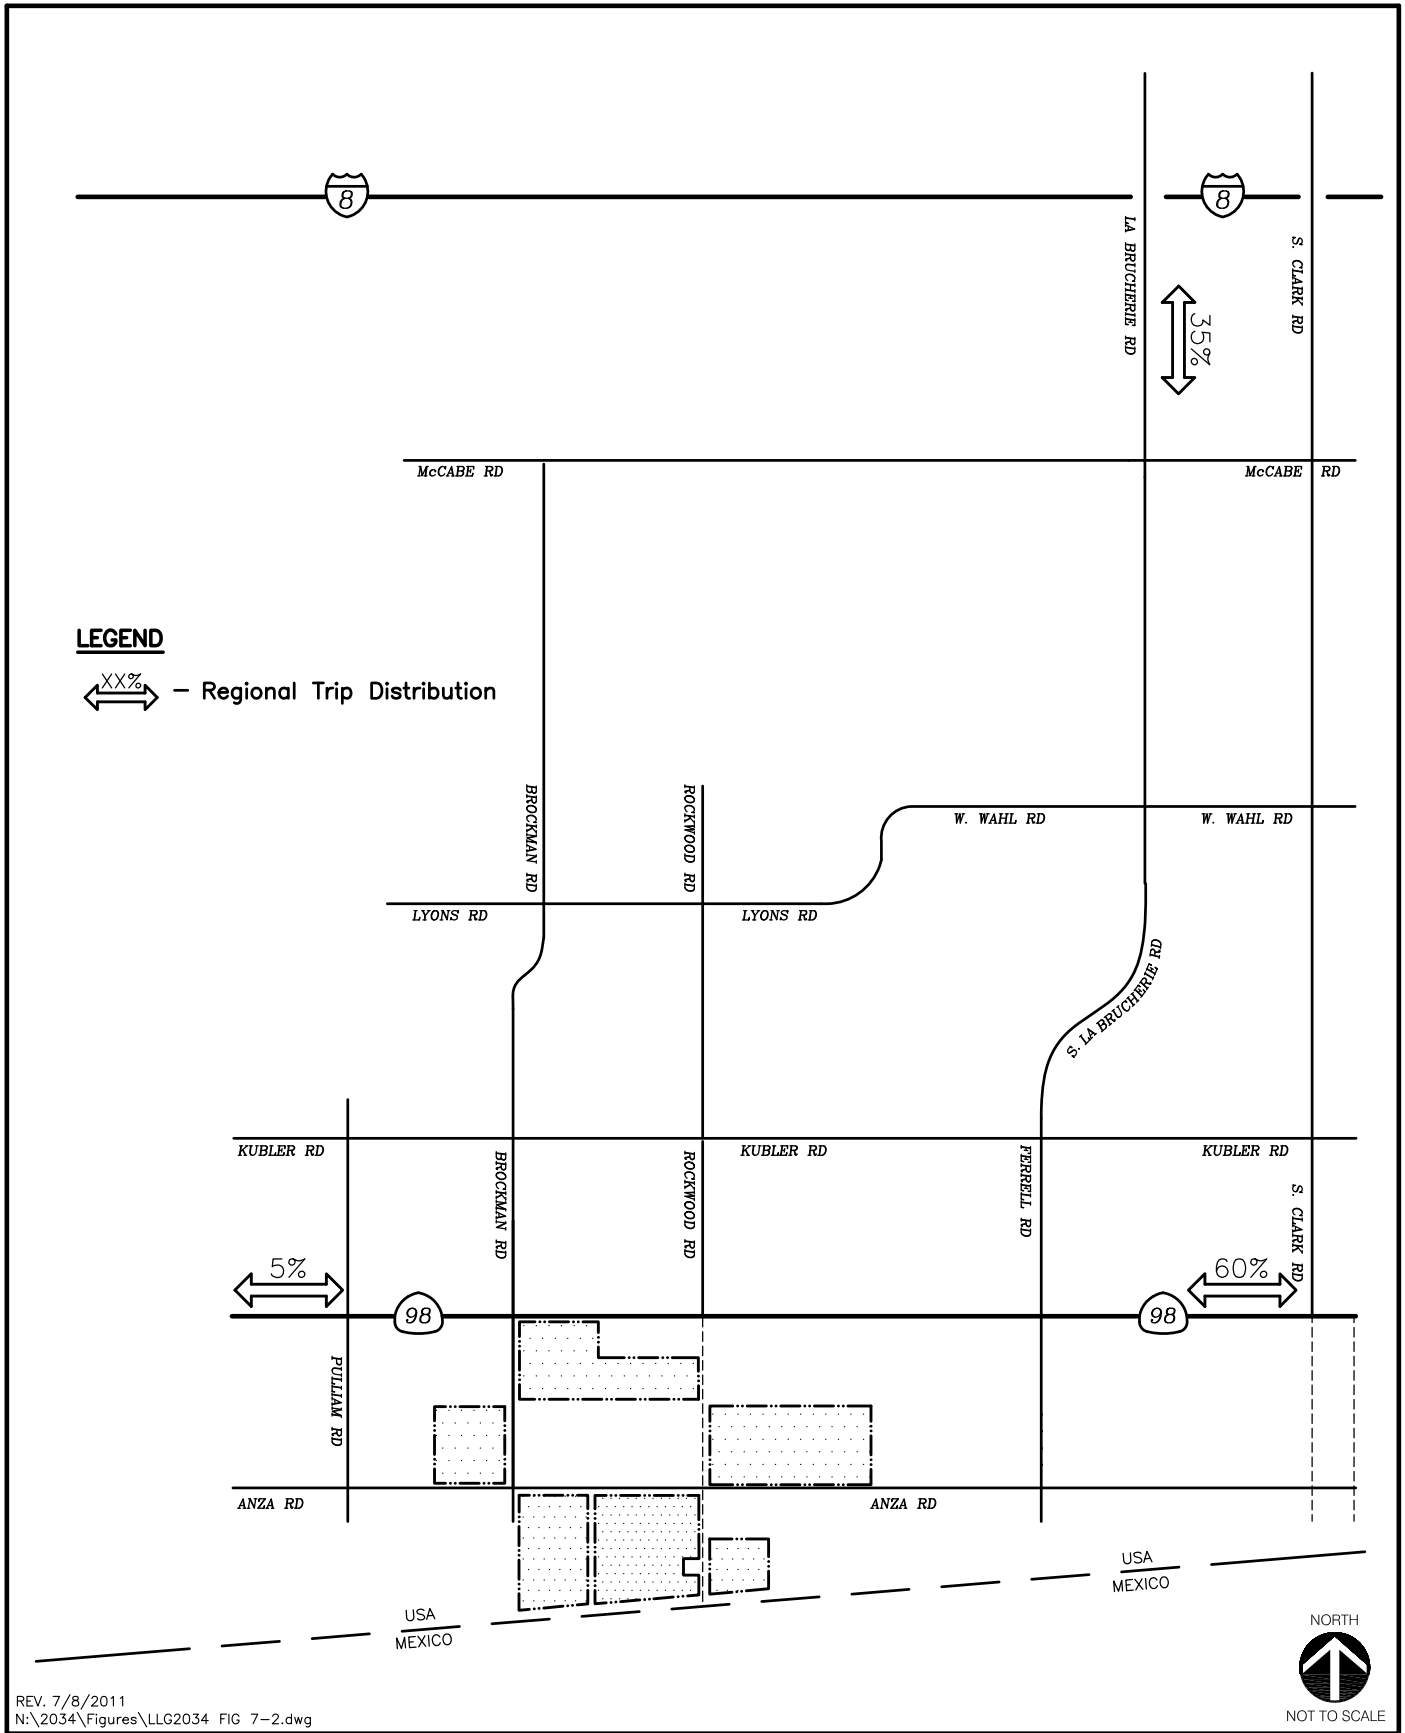 8
8
LA BRUCHERIE RD
S. CLARK RD
35%
McCABE RD
McCABE RD
LEGEND
XX%
– Regional Trip Distribution
BROCKMAN RD
ROCKWOOD RD
W. WAHL RD
W. WAHL RD
LYONS RD
LYONS RD
S. LA BRUCHERIE RD
KUBLER RD
KUBLER RD
KUBLER RD
BROCKMAN RD
ROCKWOOD RD
FERRELL RD
S. CLARK RD
5%
60%
98
98
PULLIAM RD
ANZA RD
ANZA RD
USA
MEXICO
USA
MEXICO
NORTH
NOT TO SCALE
REV. 7/8/2011
N:\2034\Figures\LLG2034 FIG 7-2.dwg